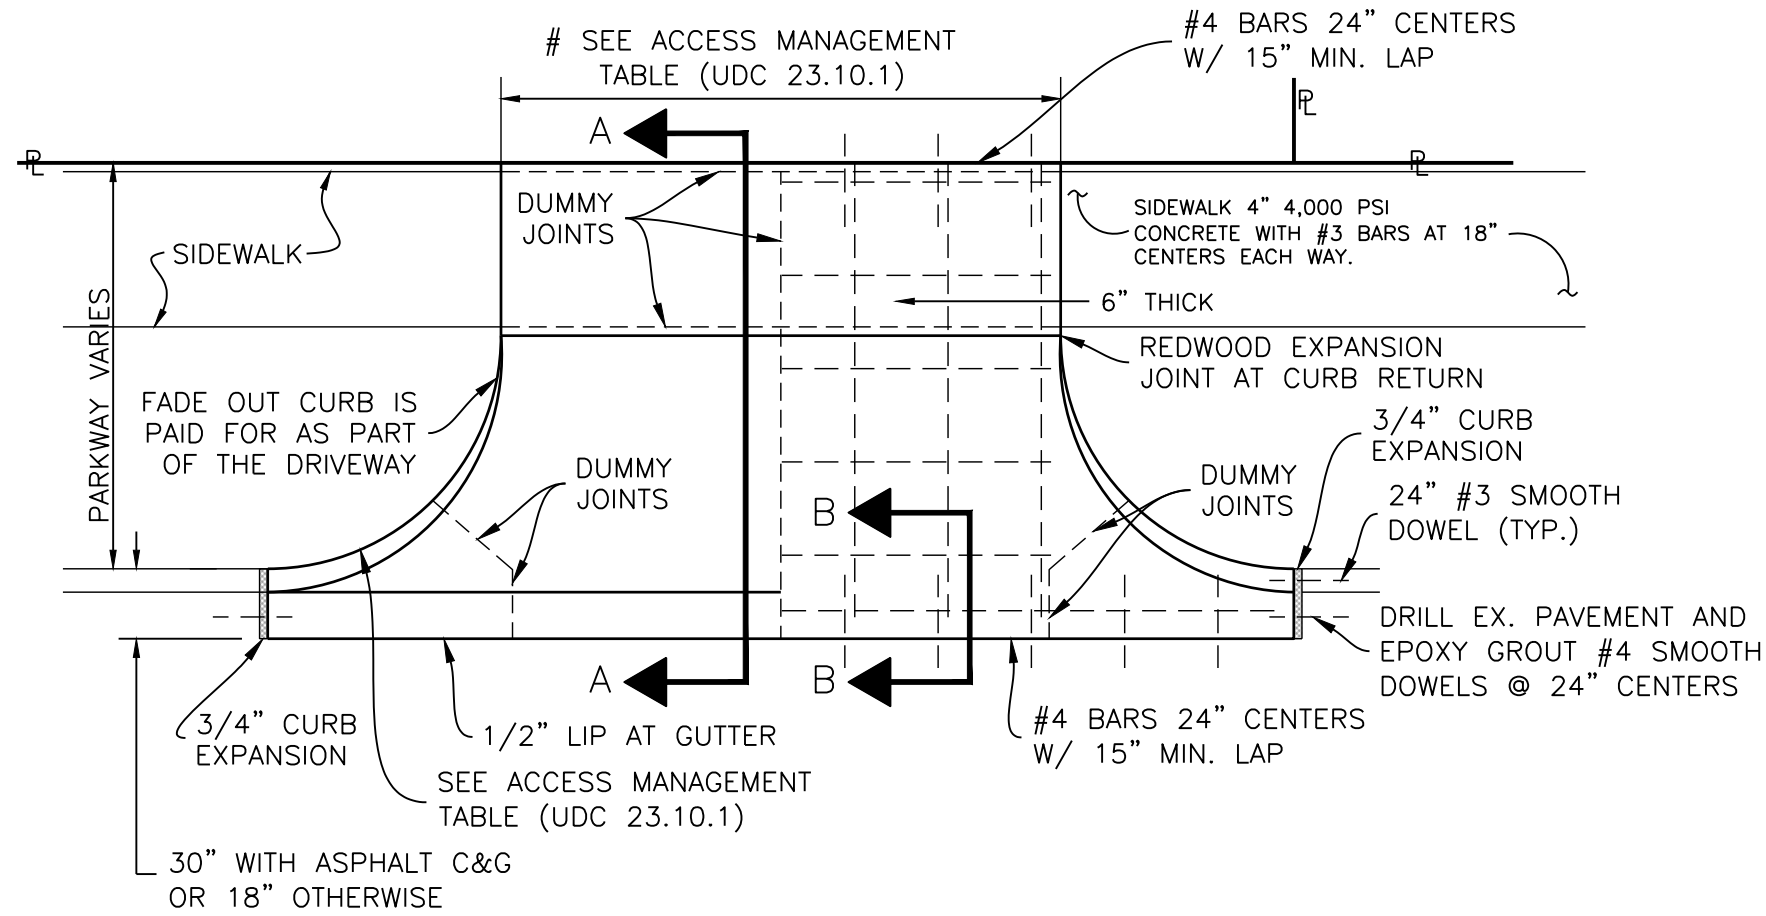 # SEE ACCESS MANAGEMENT
TABLE (UDC 23.10.1)
#4 BARS 24" CENTERS
W/ 15" MIN. LAP
PL
A
PL
PL
DUMMY
JOINTS
SIDEWALK 4" 4,000 PSI
CONCRETE WITH #3 BARS AT 18"
CENTERS EACH WAY.
SIDEWALK
6" THICK
PARKWAY VARIES
REDWOOD EXPANSION
JOINT AT CURB RETURN
FADE OUT CURB IS
PAID FOR AS PART
OF THE DRIVEWAY
3/4" CURB
EXPANSION
DUMMY
JOINTS
DUMMY
JOINTS
24" #3 SMOOTH
DOWEL (TYP.)
B
DRILL EX. PAVEMENT AND
EPOXY GROUT #4 SMOOTH
DOWELS @ 24" CENTERS
A
B
3/4" CURB
EXPANSION
1/2" LIP AT GUTTER
#4 BARS 24" CENTERS
W/ 15" MIN. LAP
SEE ACCESS MANAGEMENT
TABLE (UDC 23.10.1)
30" WITH ASPHALT C&G
OR 18" OTHERWISE